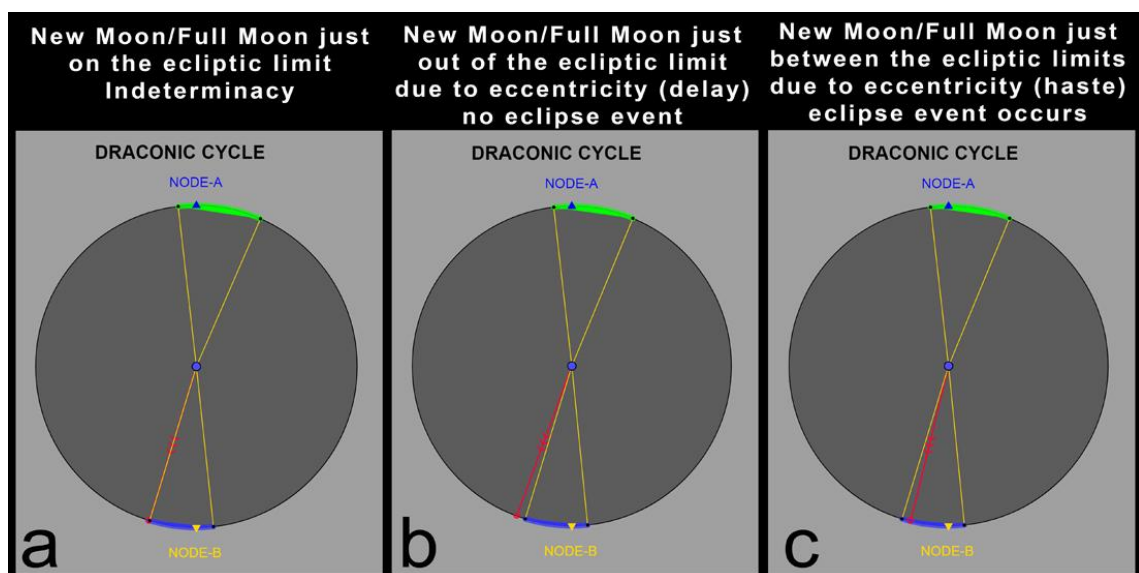 New Moon/Full Moon just
on the ecliptic limit
Indeterminacy
DRACONIC CYCLE
NODE-A
NODE-B
a
New Moon/Full Moon just
out of the ecliptic limit
due to eccentricity (delay)
no eclipse event
DRACONIC CYCLE
NODE-A
NODE-B
b
New Moon/Full Moon just
between the ecliptic limits
due to eccentricity (haste)
eclipse event occurs
DRACONIC CYCLE
NODE-A
NODE-B
c